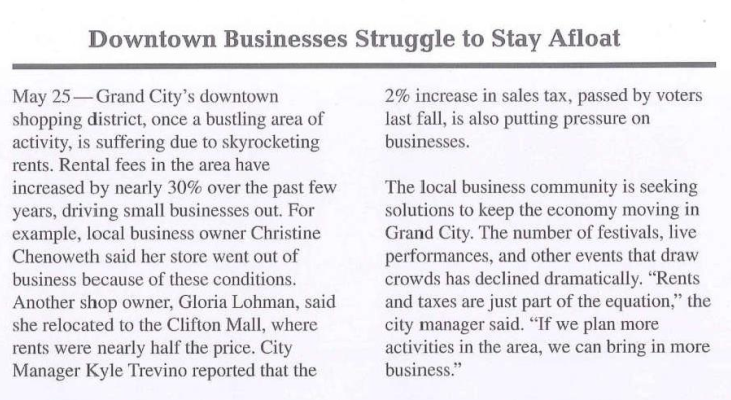 Downtown Businesses Struggle to Stay Afloat
May 25—Grand City's downtown
shopping district, once a bustling area of
activity, is suffering due to skyrocketing
rents. Rental fees in the area have
increased by nearly 30% over the past few
years, driving small businesses out. For
example, local business owner Christine
Chenoweth said her store went out of
business because of these conditions.
Another shop owner, Gloria Lohman, said
she relocated to the Clifton Mall, where
rents were nearly half the price. City
Manager Kyle Trevino reported that the
2% increase in sales tax, passed by voters
last fall, is also putting pressure on
businesses.
The local business community is seeking
solutions to keep the economy moving in
Grand City. The number of festivals, live
performances, and other events that draw
crowds has declined dramatically. “Rents
and taxes are just part of the equation,” the
city manager said. “If we plan more
activities in the area, we can bring in more
business.”